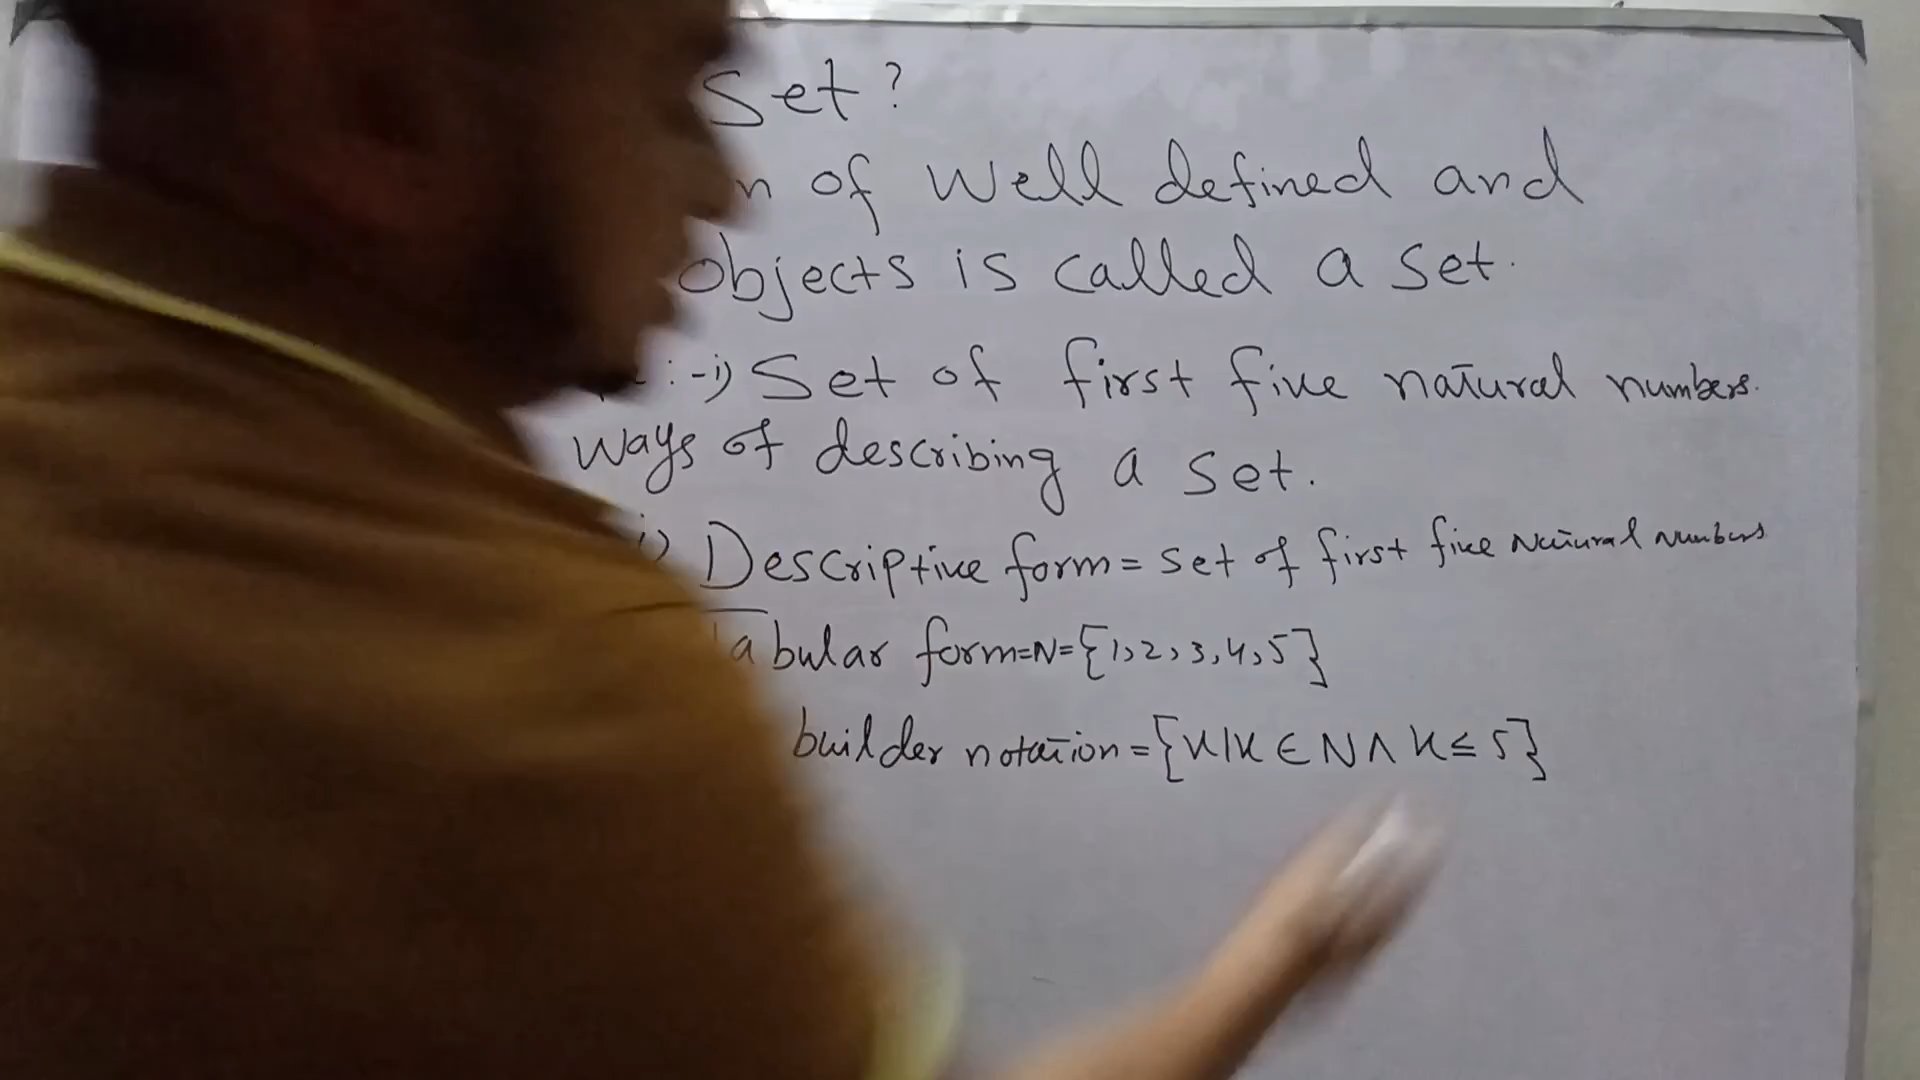 Set?
of well defined and
objects is called a set.
:-i) Set of first five natural numbers.
ways of describing a set.
i) Descriptive form = set of first five natural numbers
Tabular form=N={1,2,3,4,5}
builder notation={x|x∈N∧x≤5}